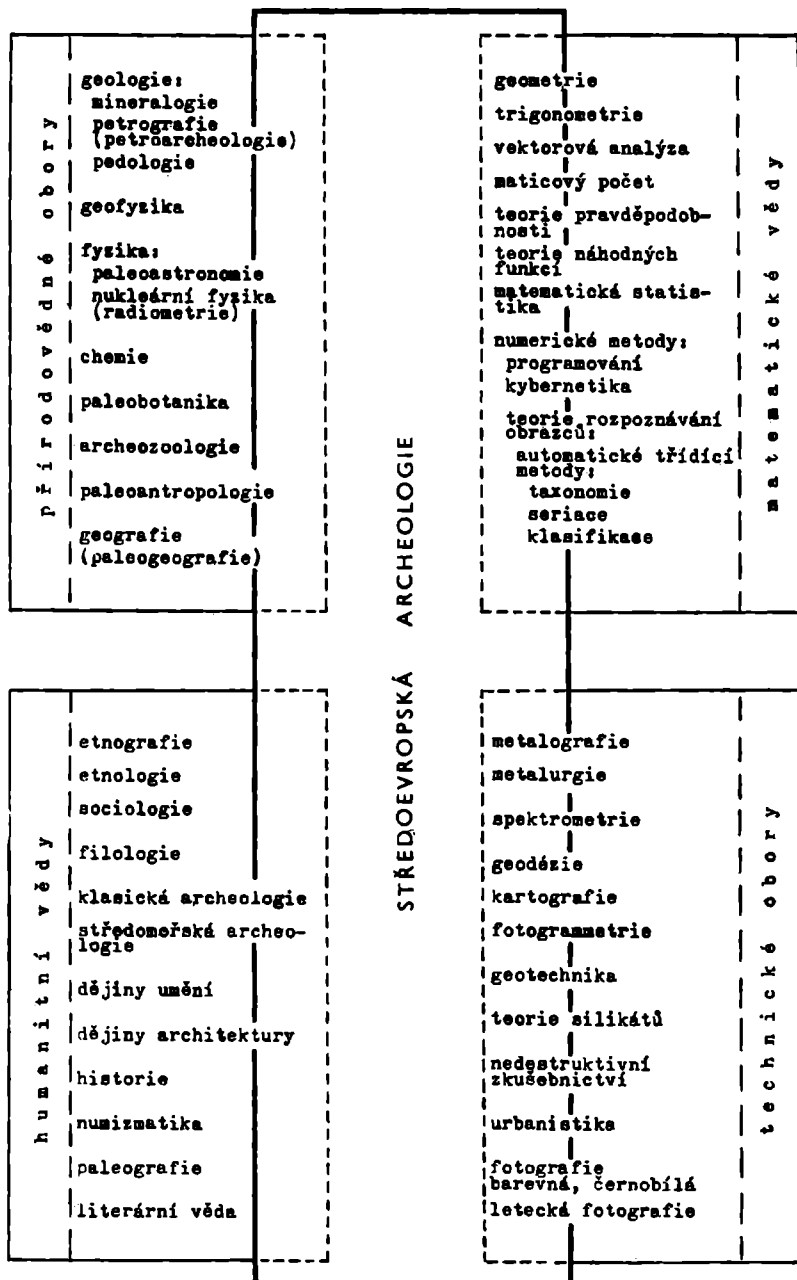 přírodovědné obory
geologie:
mineralogie
petrografie
(petroarcheologie)
pedologie
geofyzika
fyzika:
paleoastronomie
nukleární fyzika
(radiometrie)
chemie
paleobotanika
archeozoologie
paleoantropologie
geografie
(paleogeografie)
STŘEDOEVROPSKÁ ARCHEOLOGIE
geometrie
trigonometrie
vektorová analýza
maticový počet
teorie pravděpodob-
nosti
teorie náhodných
funkcí
matematická statis-
tika
numerické metody:
programování
kybernetika
teorie rozpoznávání
obrazců:
automatické třídící
metody:
taxonomie
seriace
klasifikase
matematické vědy
humanitní vědy
etnografie
etnologie
sociologie
filologie
klasická archeologie
středomořská archeo-
logie
dějiny umění
dějiny architektury
historie
numizmatika
paleografie
literární věda
metalografie
metalurgie
spektrometrie
geodézie
kartografie
fotogrammetrie
geotechnika
teorie silikátů
nedestruktivní
zkušebnictví
urbanistika
fotografie
barevná, černobílá
letecká fotografie
technické obory